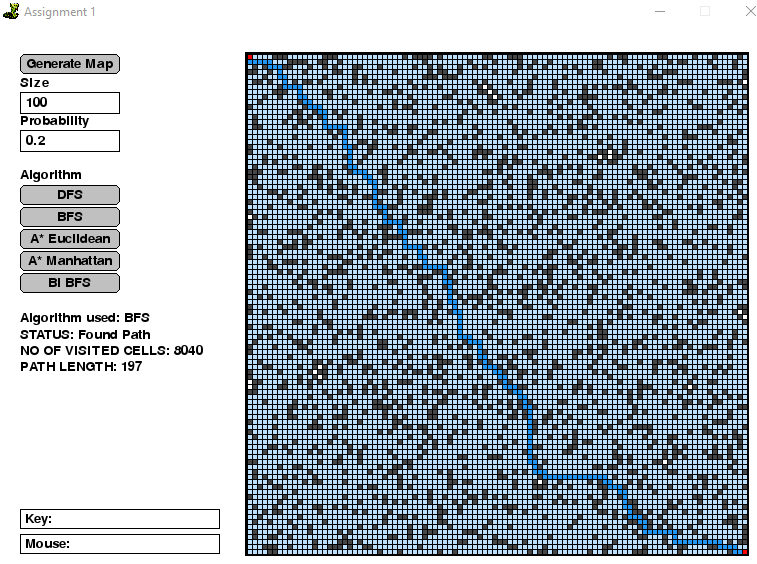 Assignment 1
Generate Map
Size
100
Probability
0.2
Algorithm
DFS
BFS
A* Euclidean
A* Manhattan
BI BFS
Algorithm used: BFS
STATUS: Found Path
NO OF VISITED CELLS: 8040
PATH LENGTH: 197
Key:
Mouse: